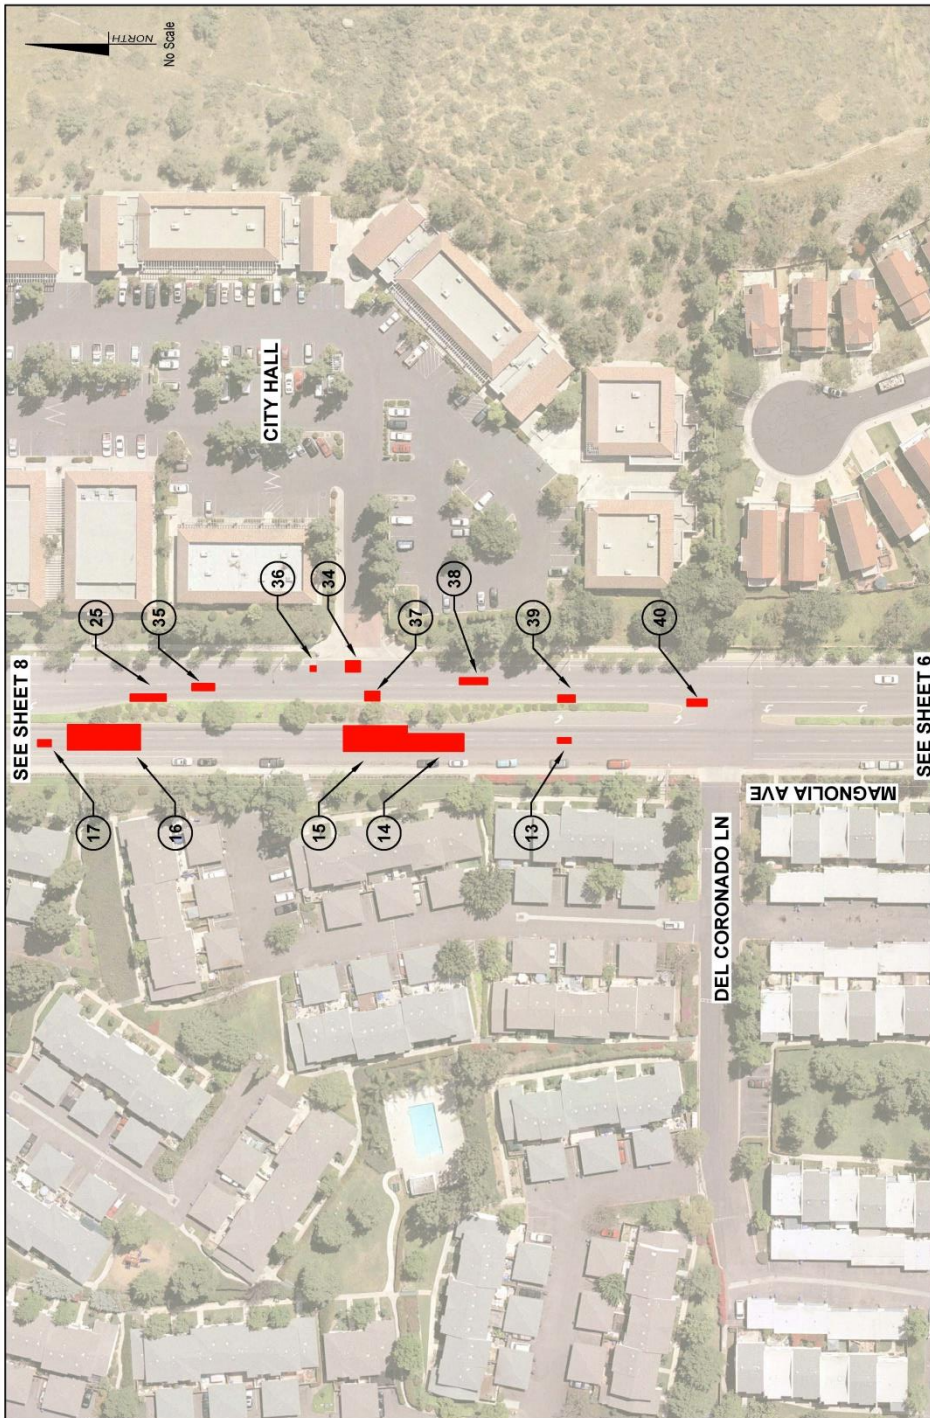 NORTH
No Scale
CITY HALL
SEE SHEET 8
25
35
36
34
37
38
39
40
SEE SHEET 6
17
16
15
14
13
MAGNOLIA AVE
DEL CORONADO LN